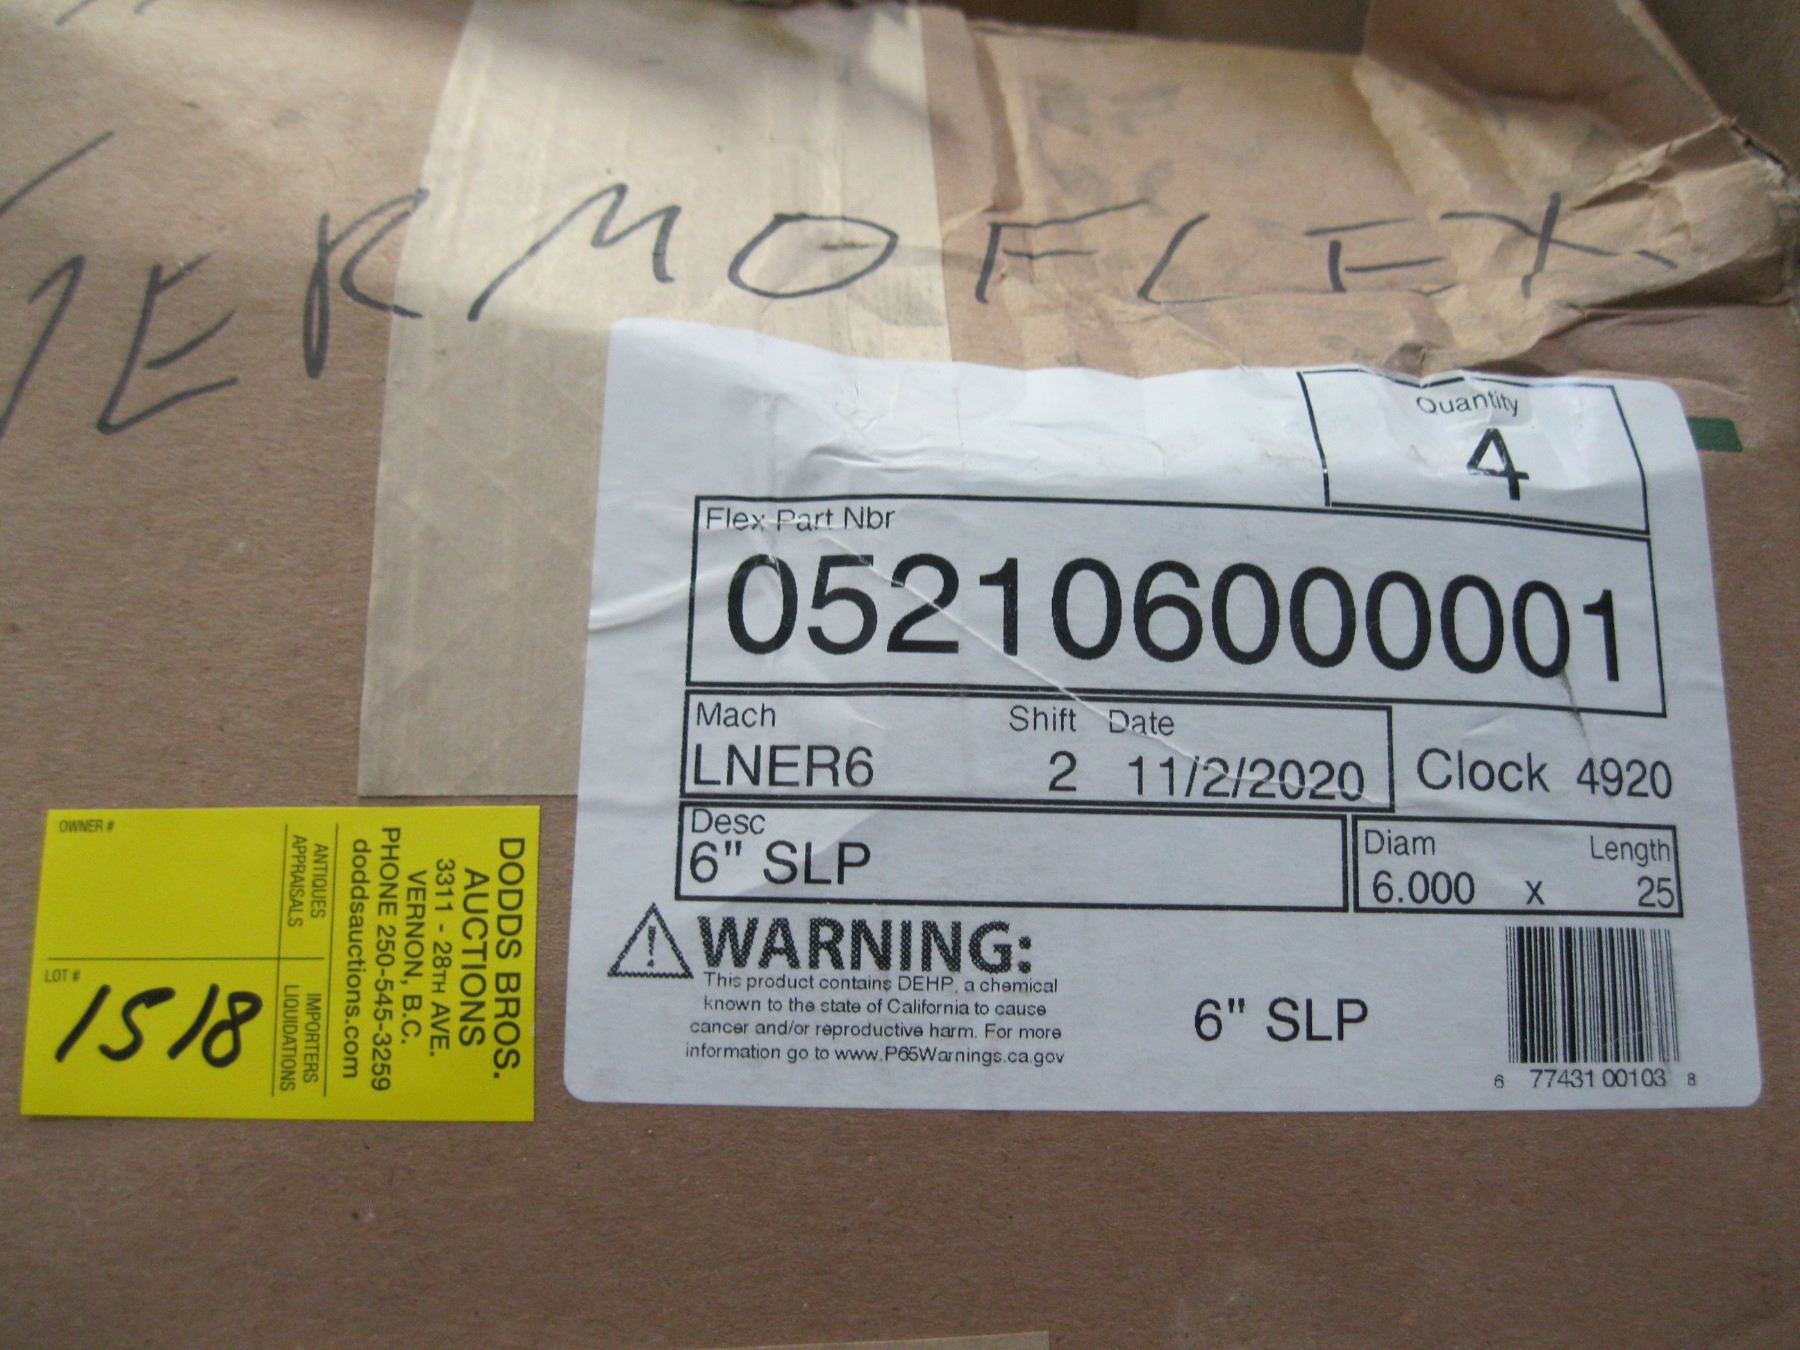 TERMOFLEX
Quantity
4
Flex Part Nbr
052106000001
Mach Shift Date
LNER6 2 11/2/2020 Clock 4920
Desc
6" SLP
Diam Length
6.000 x 25
WARNING:
This product contains DEHP, a chemical
known to the state of California to cause
cancer and/or reproductive harm. For more
information go to www.P65Warnings.ca.gov
6" SLP
6 77431 00103 8
DODDS BROS.
AUCTIONS
3311 - 28TH AVE.
VERNON, B.C.
PHONE 250-545-3259
doddsauctions.com
ANTIQUES
APPRAISALS
IMPORTERS
LIQUIDATIONS
OWNER #
LOT #
1518